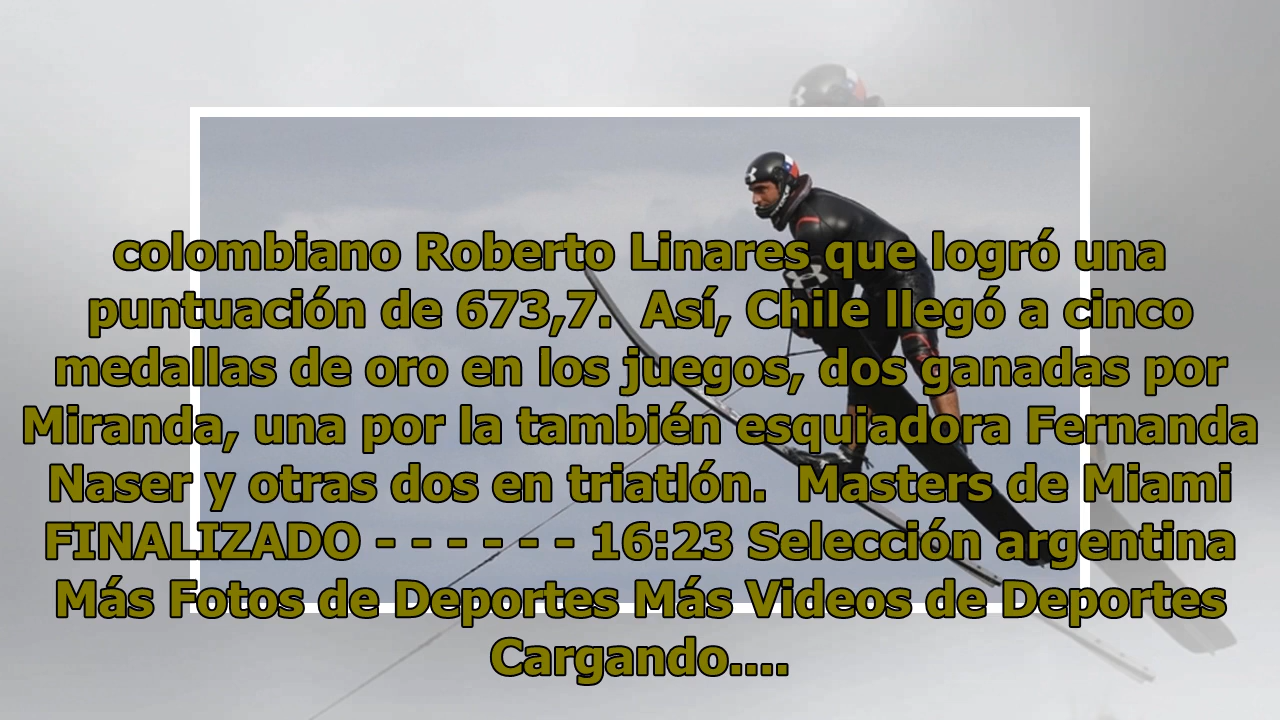 colombiano Roberto Linares que logró una
puntuación de 673,7.  Así, Chile llegó a cinco
medallas de oro en los juegos, dos ganadas por
Miranda, una por la también esquiadora Fernanda
Naser y otras dos en triatlón.  Masters de Miami
FINALIZADO - - - - - - 16:23 Selección argentina
Más Fotos de Deportes Más Videos de Deportes
Cargando....